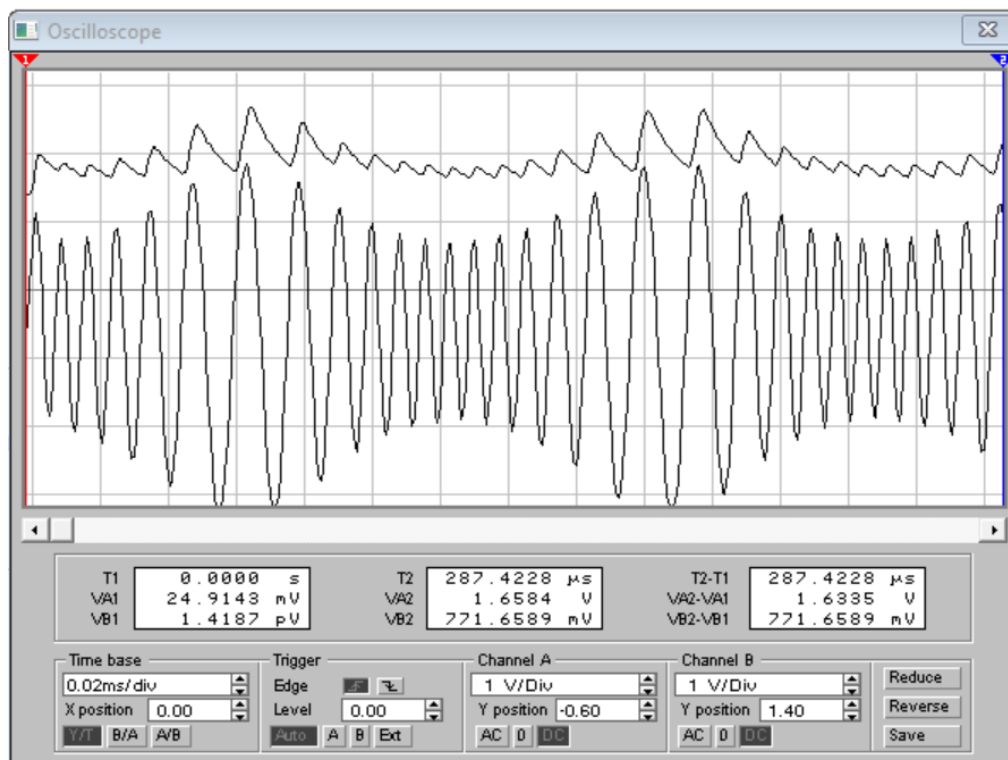 Oscilloscope
1 2
T1 0.0000 s T2 287.4228 µs T2-T1 287.4228 µs
VA1 24.9143 mV VA2 1.6584 V VA2-VA1 1.6335 V
VB1 1.4187 pV VB2 771.6589 mV VB2-VB1 771.6589 mV
Time base Trigger Channel A Channel B
0.02ms/div Edge 1 V/Div 1 V/Div Reduce
X position 0.00 Level 0.00 Y position -0.60 Y position 1.40 Reverse
Y/T B/A A/B Auto A B Ext AC 0 DC AC 0 DC Save